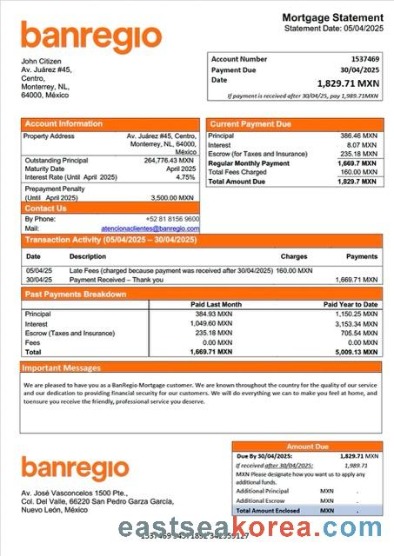 banregio
Mortgage Statement
Statement Date: 05/04/2025
John Citizen
Av. Juárez #45,
Centro,
Monterrey, NL,
64000, México
Account Number 1537469
Payment Due 30/04/2025
Date 1,829.71 MXN
If payment is received after 30/04/25, pay 1,989.71MXN
Account Information
Property Address Av. Juárez #45, Centro,
Monterrey, NL, 64000,
México
Outstanding Principal 264,776.43 MXN
Maturity Date April 2025
Interest Rate (Until April 2025) 4.75%
Prepayment Penalty
(Until April 2025) 3,500.00 MXN
Contact Us
By Phone: +52 81 8156 9600
Mail: atencionaclientes@banregio.com
Current Payment Due
Principal 386.46 MXN
Interest 8.07 MXN
Escrow (for Taxes and Insurance) 235.18 MXN
Regular Monthly Payment 1,669.7 MXN
Total Fees Charged 160.00 MXN
Total Amount Due 1,829.7 MXN
Transaction Activity (05/04/2025 – 30/04/2025)
Date Description Charges Payments
05/04/25 Late Fees (charged because payment was received after 30/04/2025) 160.00 MXN
30/04/25 Payment Received – Thank you 1,669.71 MXN
Past Payments Breakdown
Paid Last Month Paid Year to Date
Principal 384.93 MXN 1,150.25 MXN
Interest 1,049.60 MXN 3,153.34 MXN
Escrow (Taxes and Insurance) 235.18 MXN 705.54 MXN
Fees 0.00 MXN 0.00 MXN
Total 1,669.71 MXN 5,009.13 MXN
Important Messages
We are pleased to have you as a BanRegio Mortgage customer. We are known throughout the country for the quality of our service
and our dedication to providing financial security for our customers. We will do everything we can to make you feel at home, and
toensure you receive the friendly, professional service you deserve.
banregio
Av. José Vasconcelos 1500 Pte.,
Col. Del Valle, 66220 San Pedro Garza García,
Nuevo León, México
Amount Due
Due By 30/04/2025: 1,829.71 MXN
If received after 30/04/2025: 1,989.71
MXN Please designate how you want us to apply any
additional funds.
Additional Principal MXN -
Additional Escrow MXN -
Total Amount Enclosed MXN -
eastseakorea.com